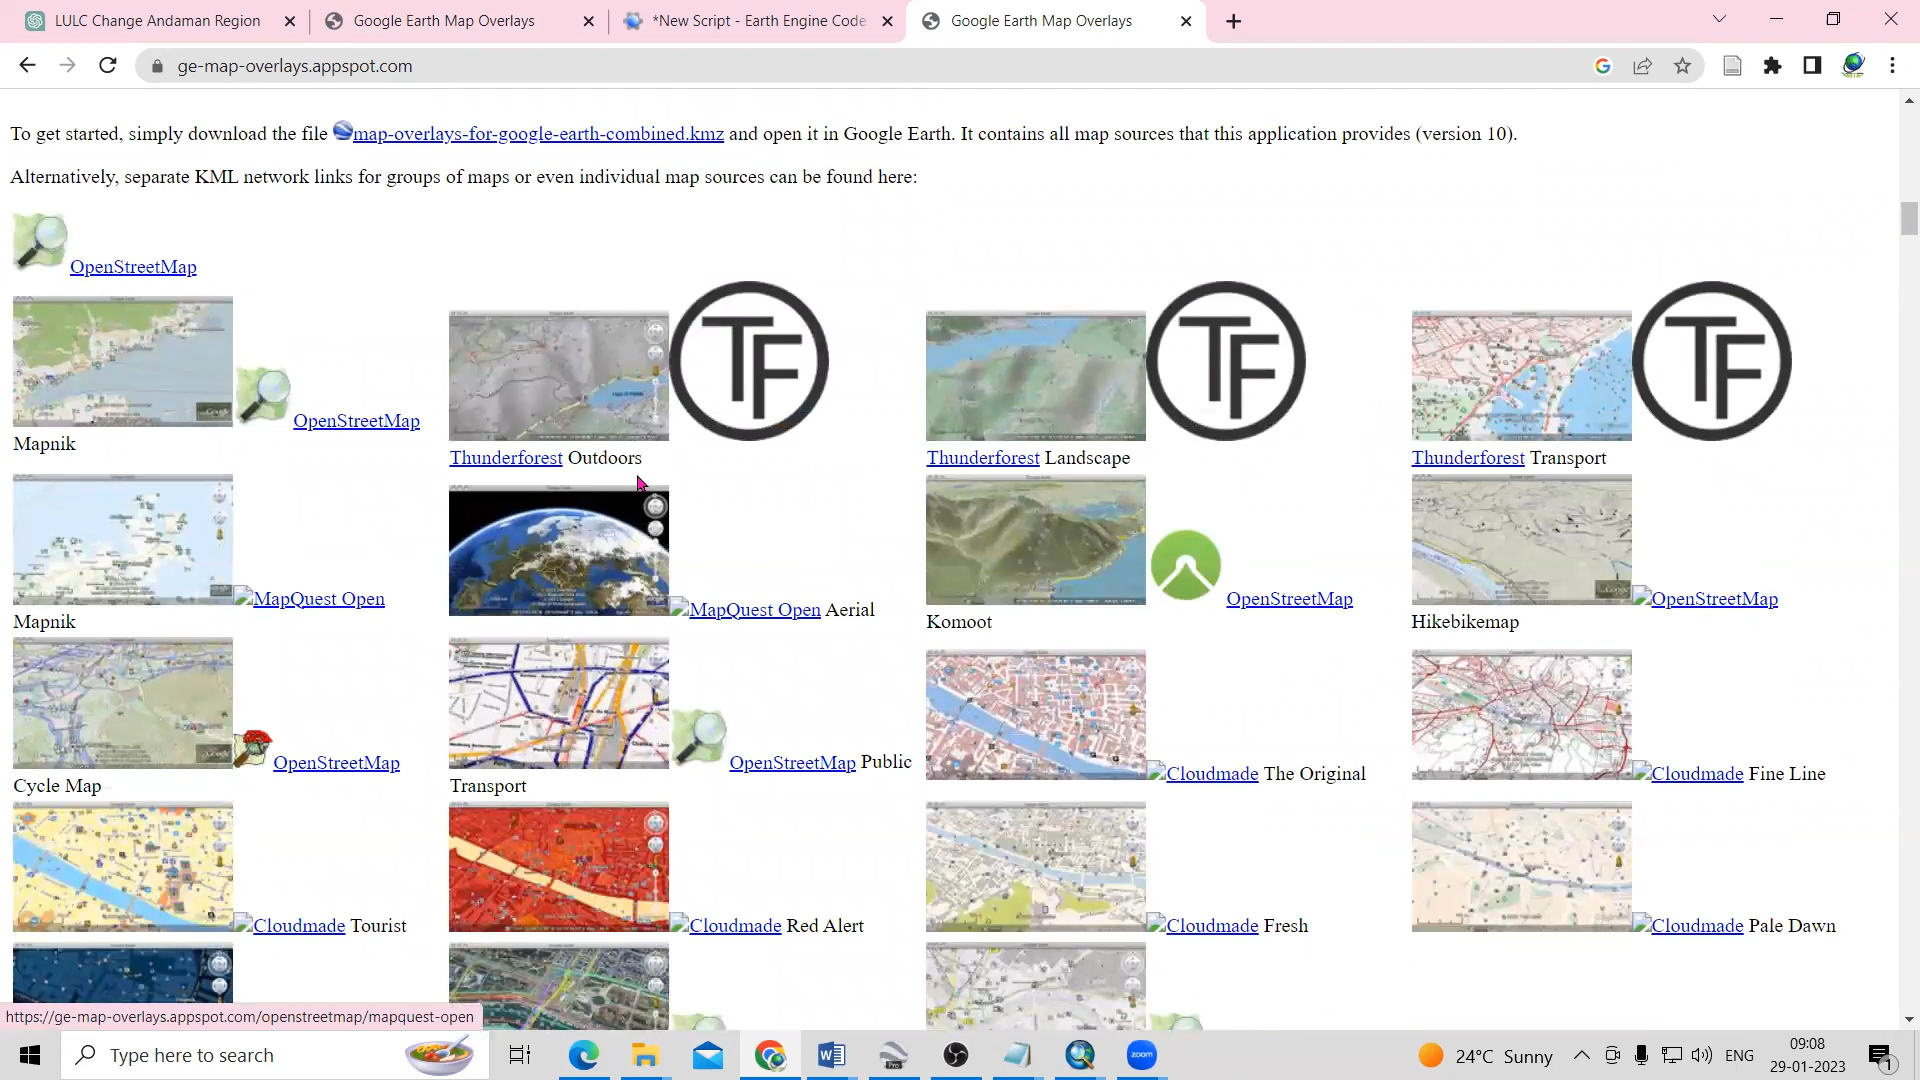 LULC Change Andaman Region
Google Earth Map Overlays
*New Script - Earth Engine Code
Google Earth Map Overlays
ge-map-overlays.appspot.com
To get started, simply download the file map-overlays-for-google-earth-combined.kmz and open it in Google Earth. It contains all map sources that this application provides (version 10).
Alternatively, separate KML network links for groups of maps or even individual map sources can be found here:
OpenStreetMap
TF TF TF
OpenStreetMap
Mapnik
Thunderforest Outdoors
Thunderforest Landscape
Thunderforest Transport
MapQuest Open
Mapnik
MapQuest Open Aerial
OpenStreetMap
Komoot
OpenStreetMap
Hikebikemap
OpenStreetMap
Cycle Map
OpenStreetMap Public
Transport
Cloudmade The Original
Cloudmade Fine Line
Cloudmade Tourist
Cloudmade Red Alert
Cloudmade Fresh
Cloudmade Pale Dawn
https://ge-map-overlays.appspot.com/openstreetmap/mapquest-open
Type here to search
zoom
24°C Sunny
ENG
09:08
29-01-2023
1